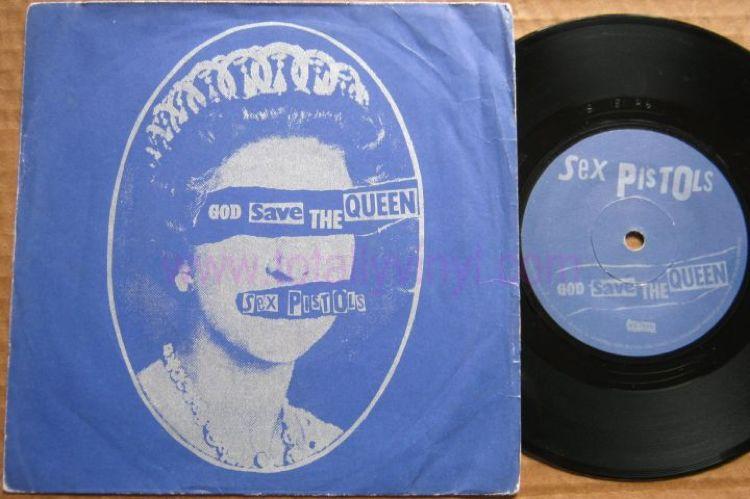 GOD Save THE QUEEN
SeX PISTOLS
www.totallyvinyl.com
SeX PISTOLS
GOD Save THE QUEEN